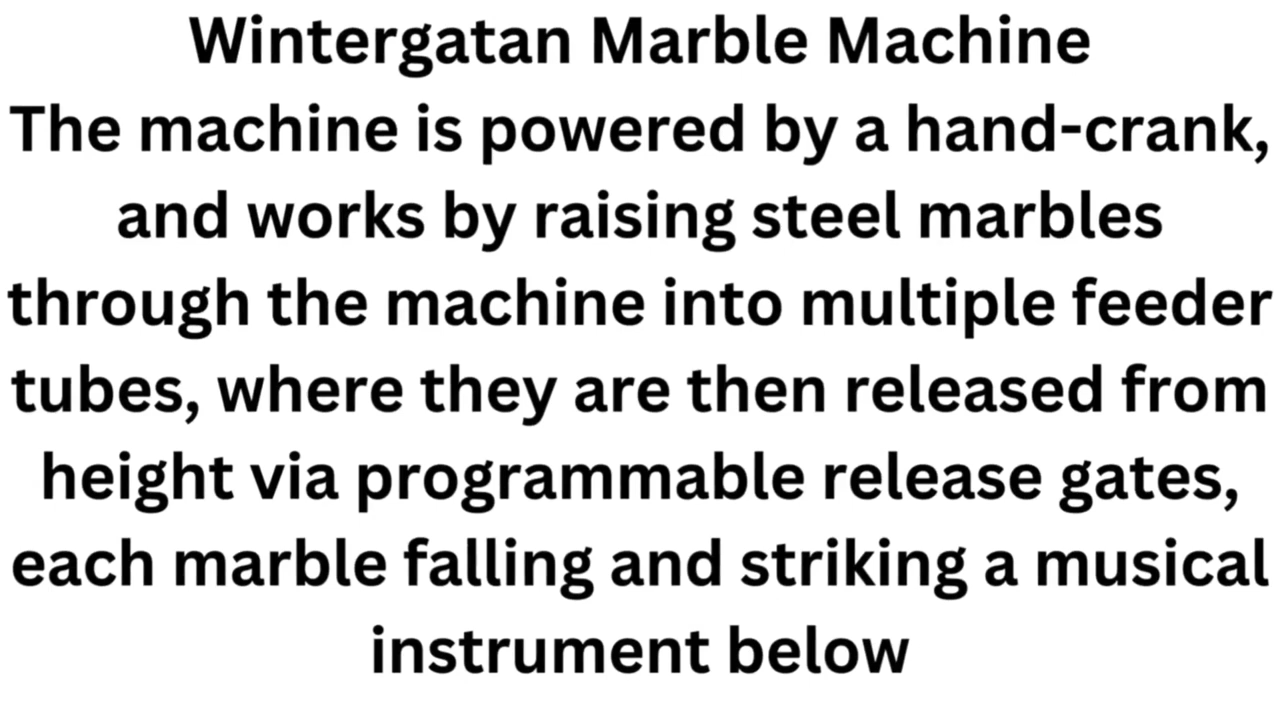 Wintergatan Marble Machine
The machine is powered by a hand-crank,
and works by raising steel marbles
through the machine into multiple feeder
tubes, where they are then released from
height via programmable release gates,
each marble falling and striking a musical
instrument below